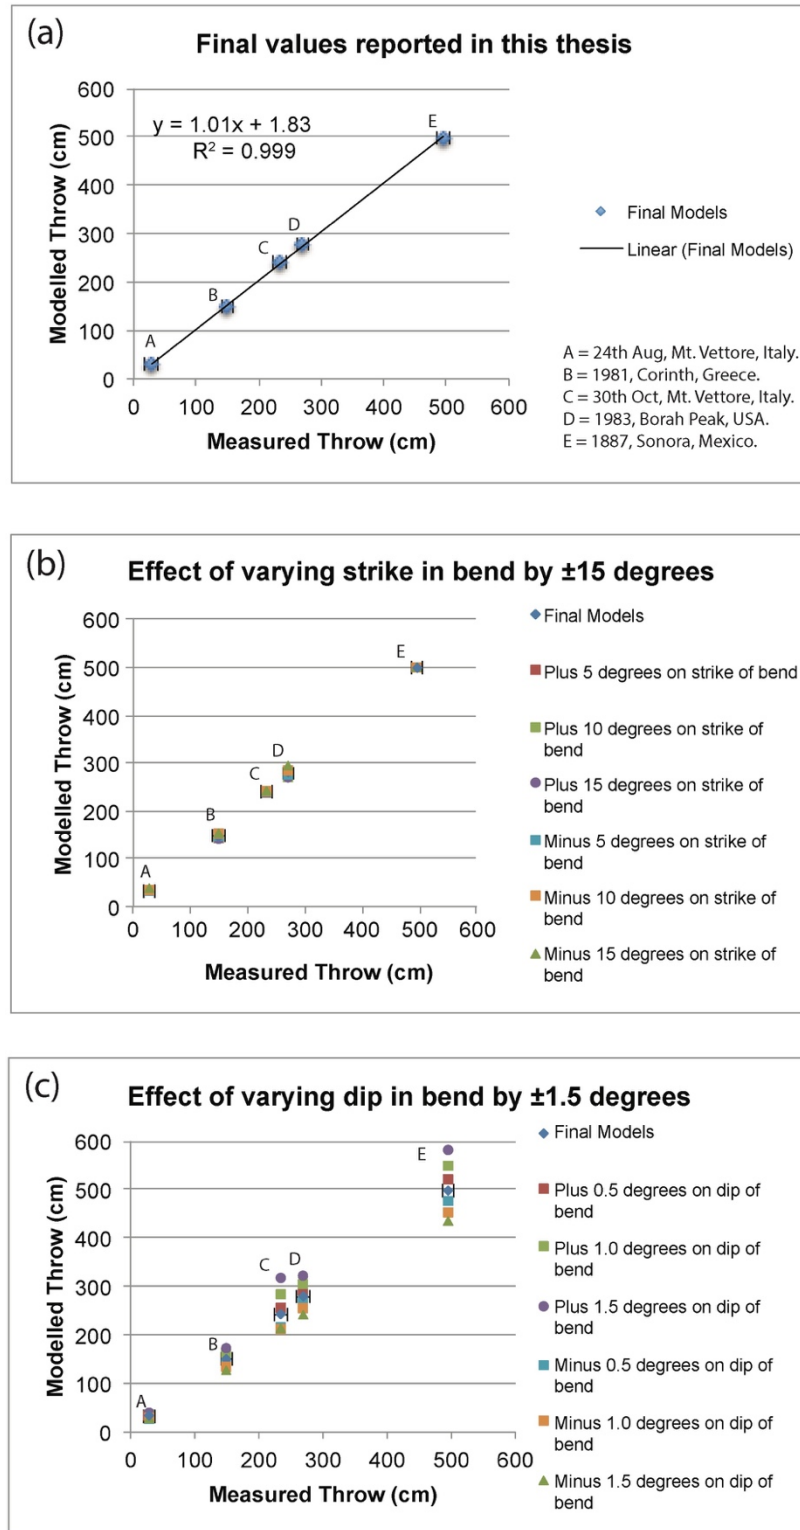 (a)
Final values reported in this thesis
600
500
400
300
200
100
0
0 100 200 300 400 500 600
Modelled Throw (cm)
Measured Throw (cm)
y = 1.01x + 1.83
R² = 0.999
A
B
C
D
E
Final Models
Linear (Final Models)
A = 24th Aug, Mt. Vettore, Italy.
B = 1981, Corinth, Greece.
C = 30th Oct, Mt. Vettore, Italy.
D = 1983, Borah Peak, USA.
E = 1887, Sonora, Mexico.
(b)
Effect of varying strike in bend by ±15 degrees
600
500
400
300
200
100
0
0 100 200 300 400 500 600
Modelled Throw (cm)
Measured Throw (cm)
A
B
C
D
E
Final Models
Plus 5 degrees on strike of bend
Plus 10 degrees on strike of
bend
Plus 15 degrees on strike of
bend
Minus 5 degrees on strike of
bend
Minus 10 degrees on strike of
bend
Minus 15 degrees on strike of
bend
(c)
Effect of varying dip in bend by ±1.5 degrees
600
500
400
300
200
100
0
0 100 200 300 400 500 600
Modelled Throw (cm)
Measured Throw (cm)
A
B
C
D
E
Final Models
Plus 0.5 degrees on dip of
bend
Plus 1.0 degrees on dip of
bend
Plus 1.5 degrees on dip of
bend
Minus 0.5 degrees on dip of
bend
Minus 1.0 degrees on dip of
bend
Minus 1.5 degrees on dip of
bend